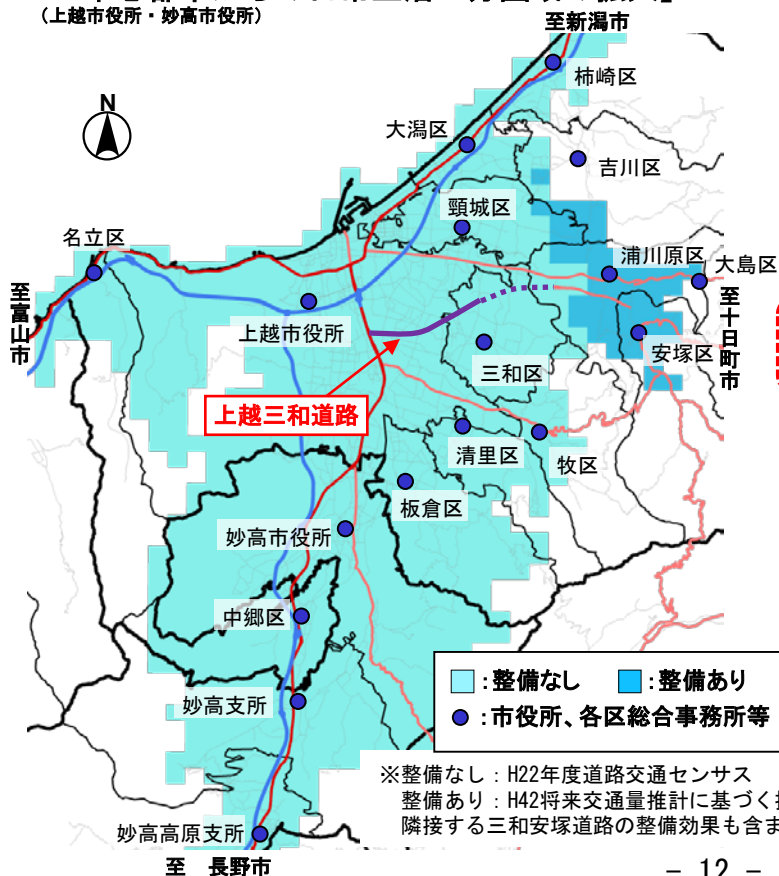 （上越市役所・妙高市役所）
至新潟市
柿崎区
N
大潟区
吉川区
頸城区
名立区
浦川原区
大島区
至富山市
上越市役所
至十日町市
安塚区
三和区
上越三和道路
清里区
牧区
板倉区
妙高市役所
中郷区
：整備なし ：整備あり
：市役所、各区総合事務所等
妙高支所
※整備なし：H22年度道路交通センサス
整備あり：H42将来交通量推計に基づく
隣接する三和安塚道路の整備効果も含ま
妙高高原支所
至 長野市
- 12 -